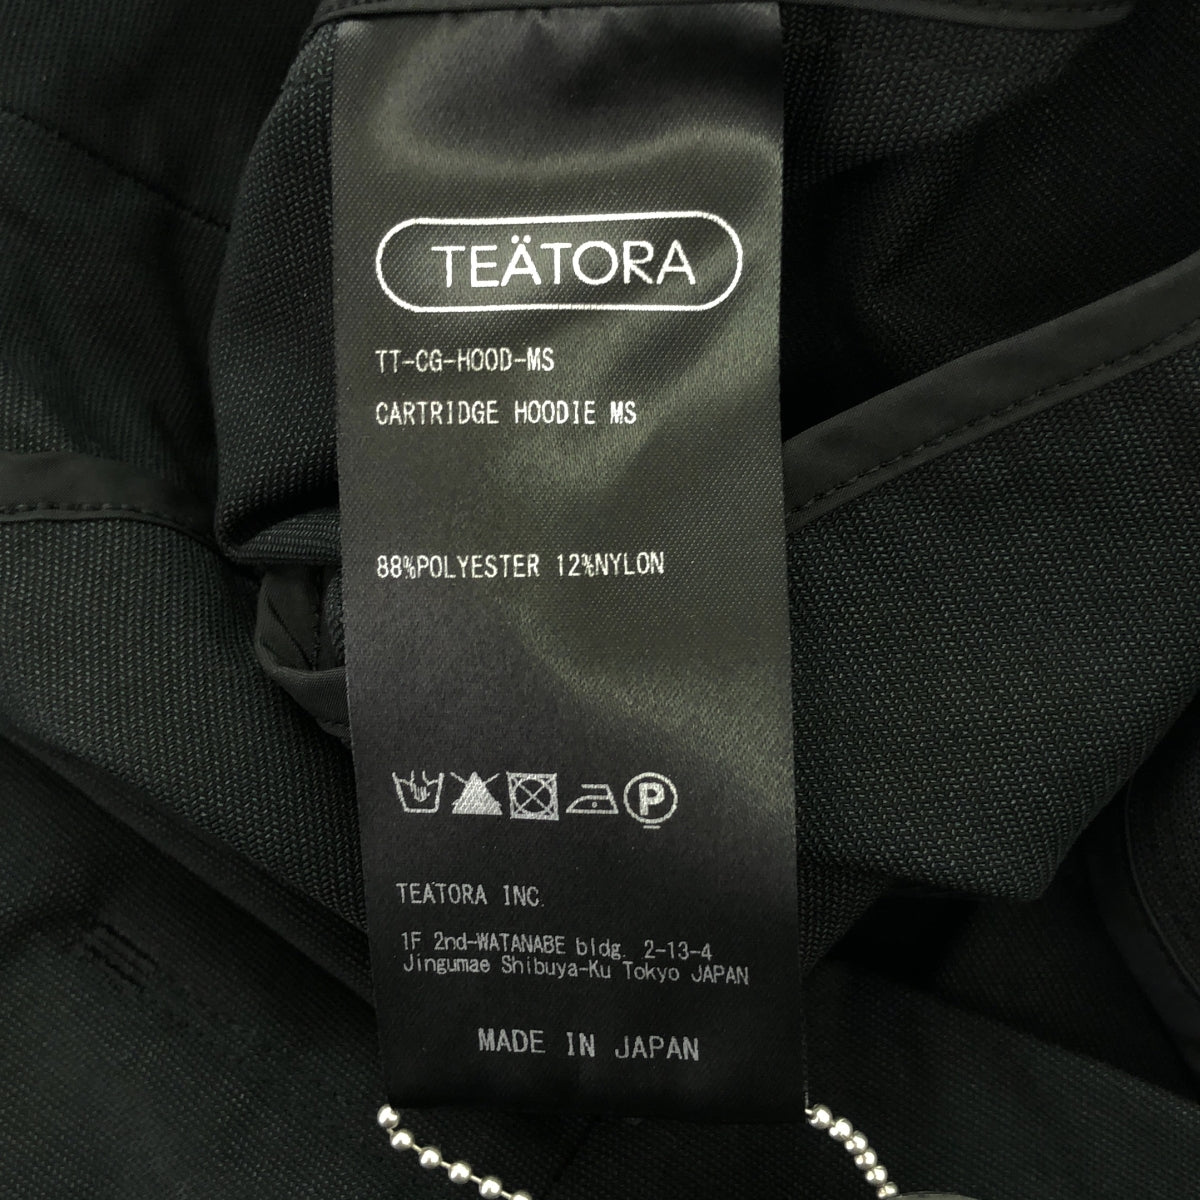 TEÄTORA
TT-CG-HOOD-MS
CARTRIDGE HOODIE MS
88%POLYESTER 12%NYLON
P
TEATORA INC.
1F 2nd-WATANABE bldg. 2-13-4
Jingumae Shibuya-Ku Tokyo JAPAN
MADE IN JAPAN